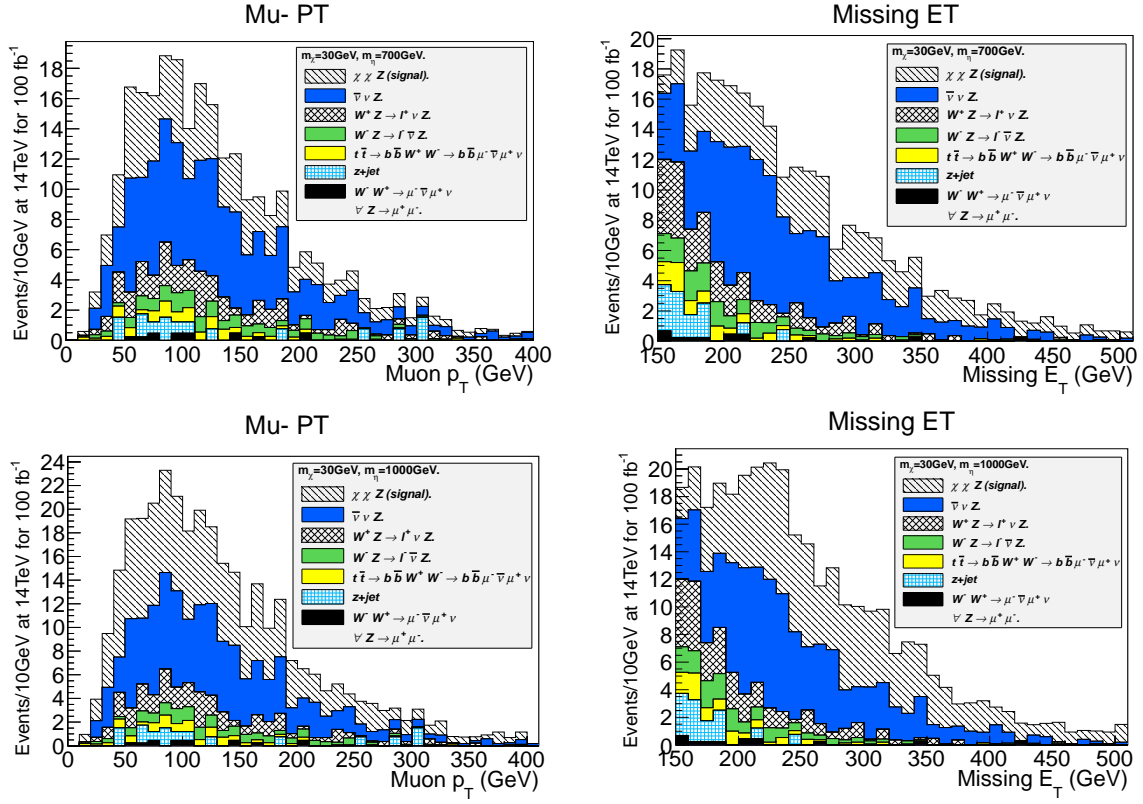 Mu- PT
Events/10GeV at 14TeV for 100 fb⁻¹
18
16
14
12
10
8
6
4
2
0
0 50 100 150 200 250 300 350 400
Muon p_T (GeV)
m_χ=30GeV, m_η=700GeV.
χ χ Z (signal).
ν̅ ν Z.
W⁺ Z → l⁺ ν Z.
W⁻ Z → l⁻ ν̅ Z.
t t̅ → b b̅ W⁺ W⁻ → b b̅ μ⁻ ν̅ μ⁺ ν
z+jet
W⁻ W⁺ → μ⁻ ν̅ μ⁺ ν
∀ Z → μ⁺ μ⁻.
Missing ET
Events/10GeV at 14TeV for 100 fb⁻¹
20
18
16
14
12
10
8
6
4
2
0
150 200 250 300 350 400 450 500
Missing E_T (GeV)
m_χ=30GeV, m_η=700GeV.
χ χ Z (signal).
ν̅ ν Z.
W⁺ Z → l⁺ ν Z.
W⁻ Z → l⁻ ν̅ Z.
t t̅ → b b̅ W⁺ W⁻ → b b̅ μ⁻ ν̅ μ⁺ ν
z+jet
W⁻ W⁺ → μ⁻ ν̅ μ⁺ ν
∀ Z → μ⁺ μ⁻.
Mu- PT
Events/10GeV at 14TeV for 100 fb⁻¹
24
22
20
18
16
14
12
10
8
6
4
2
0
0 50 100 150 200 250 300 350 400
Muon p_T (GeV)
m_χ=30GeV, m_η=1000GeV.
χ χ Z (signal).
ν̅ ν Z.
W⁺ Z → l⁺ ν Z.
W⁻ Z → l⁻ ν̅ Z.
t t̅ → b b̅ W⁺ W⁻ → b b̅ μ⁻ ν̅ μ⁺ ν
z+jet
W⁻ W⁺ → μ⁻ ν̅ μ⁺ ν
∀ Z → μ⁺ μ⁻.
Missing ET
Events/10GeV at 14TeV for 100 fb⁻¹
20
18
16
14
12
10
8
6
4
2
0
150 200 250 300 350 400 450 500
Missing E_T (GeV)
m_χ=30GeV, m_η=1000GeV.
χ χ Z (signal).
ν̅ ν Z.
W⁺ Z → l⁺ ν Z.
W⁻ Z → l⁻ ν̅ Z.
t t̅ → b b̅ W⁺ W⁻ → b b̅ μ⁻ ν̅ μ⁺ ν
z+jet
W⁻ W⁺ → μ⁻ ν̅ μ⁺ ν
∀ Z → μ⁺ μ⁻.